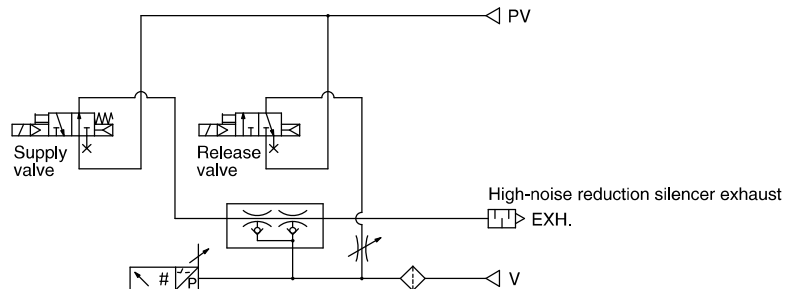 PV
Supply
valve
Release
valve
High-noise reduction silencer exhaust
EXH.
# P
V